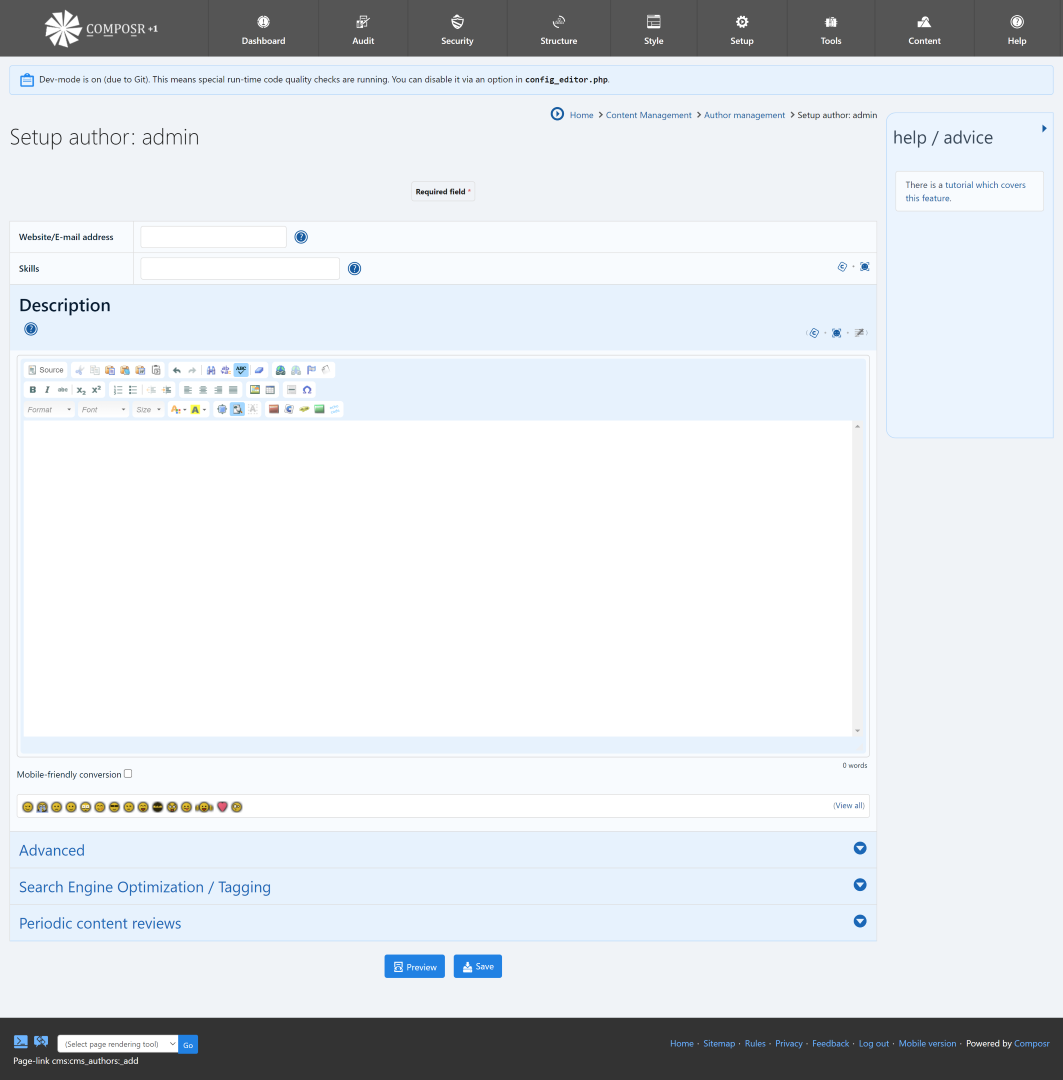 COMPOSR +1
Dashboard
Audit
Security
Structure
Style
Setup
Tools
Content
Help
Dev-mode is on (due to Git). This means special run-time code quality checks are running. You can disable it via an option in config_editor.php.
Home > Content Management > Author management > Setup author: admin
Setup author: admin
help / advice
There is a tutorial which covers
this feature.
Required field *
Website/E-mail address
Skills
Description
Source
ABC
B I abc X2 X2
Format Font Size
0 words
Mobile-friendly conversion
(View all)
Advanced
Search Engine Optimization / Tagging
Periodic content reviews
Preview
Save
(Select page rendering tool)
Go
Page-link cms:cms_authors:_add
Home · Sitemap · Rules · Privacy · Feedback · Log out · Mobile version · Powered by Composr